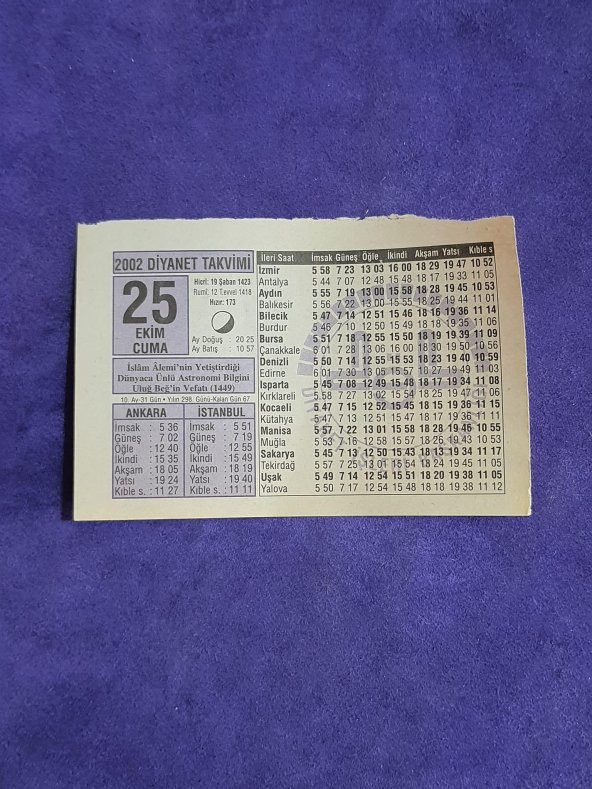 2002 DİYANET TAKVİMİ
25
EKİM
CUMA
Hicri: 19 Şaban 1423
Rumî: 12 T.evvel 1418
Hızır: 173
Ay Doğuş : 20 25
Ay Batış : 10 57
İslâm Âlemi'nin Yetiştirdiği
Dünyaca Ünlü Astronomi Bilgini
Uluğ Beğ'in Vefatı (1449)
10. Ay-31 Gün • Yılın 298. Günü-Kalan Gün 67
ANKARA
İmsak : 5 36
Güneş : 7 02
Öğle : 12 40
İkindi : 15 35
Akşam : 18 05
Yatsı : 19 24
Kıble s. : 11 27
İSTANBUL
İmsak : 5 51
Güneş : 7 19
Öğle : 12 55
İkindi : 15 49
Akşam : 18 19
Yatsı : 19 40
Kıble s. : 11 11
İleri Saat İmsak Güneş Öğle İkindi Akşam Yatsı Kıble s
İzmir 5 58 7 23 13 03 16 00 18 29 19 47 10 52
Antalya 5 44 7 07 12 48 15 48 18 17 19 33 11 05
Aydın 5 55 7 19 13 00 15 58 18 28 19 45 10 53
Balıkesir 5 56 7 22 13 00 15 55 18 25 19 44 11 01
Bilecik 5 47 7 14 12 51 15 46 18 16 19 36 11 14
Burdur 5 46 7 10 12 50 15 49 18 19 19 35 11 06
Bursa 5 51 7 18 12 55 15 50 18 19 19 39 11 09
Çanakkale 6 01 7 28 13 06 16 00 18 30 19 50 10 56
Denizli 5 50 7 14 12 55 15 53 18 23 19 40 10 59
Edirne 6 01 7 30 13 05 15 57 18 27 19 49 11 03
Isparta 5 45 7 08 12 49 15 48 18 17 19 34 11 08
Kırklareli 5 58 7 27 13 02 15 54 18 24 19 46
Kocaeli 5 47 7 15 12 52 15 45 18 15 19 36 11 15
Kütahya 5 47 7 13 12 51 15 47 18 17 19 36 11 11
Manisa 5 57 7 22 13 01 15 58 18 28 19 46 10 55
Muğla 5 53 7 16 12 58 15 57 18 26 19 43
Sakarya 5 45 7 13 12 50 15 43 18 13 19 34 11 17
Tekirdağ 5 57 7 25 13 01 15 54 18 24 19 45
Uşak 5 49 7 14 12 54 15 51 18 20 19 38 11 05
Yalova 5 50 7 17 12 54 15 48 18 18 19 38 11 12